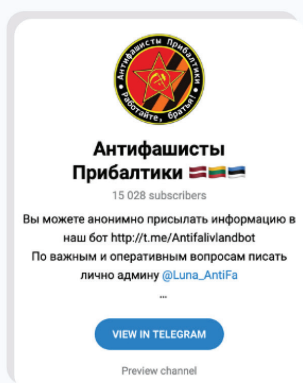 Антифашисты Прибалтики
Работайте, братья!
Антифашисты
Прибалтики
15 028 subscribers
Вы можете анонимно присылать информацию в
наш бот http://t.me/Antifalivlandbot
По важным и оперативным вопросам писать
лично админу @Luna_AntiFa
...
VIEW IN TELEGRAM
Preview channel